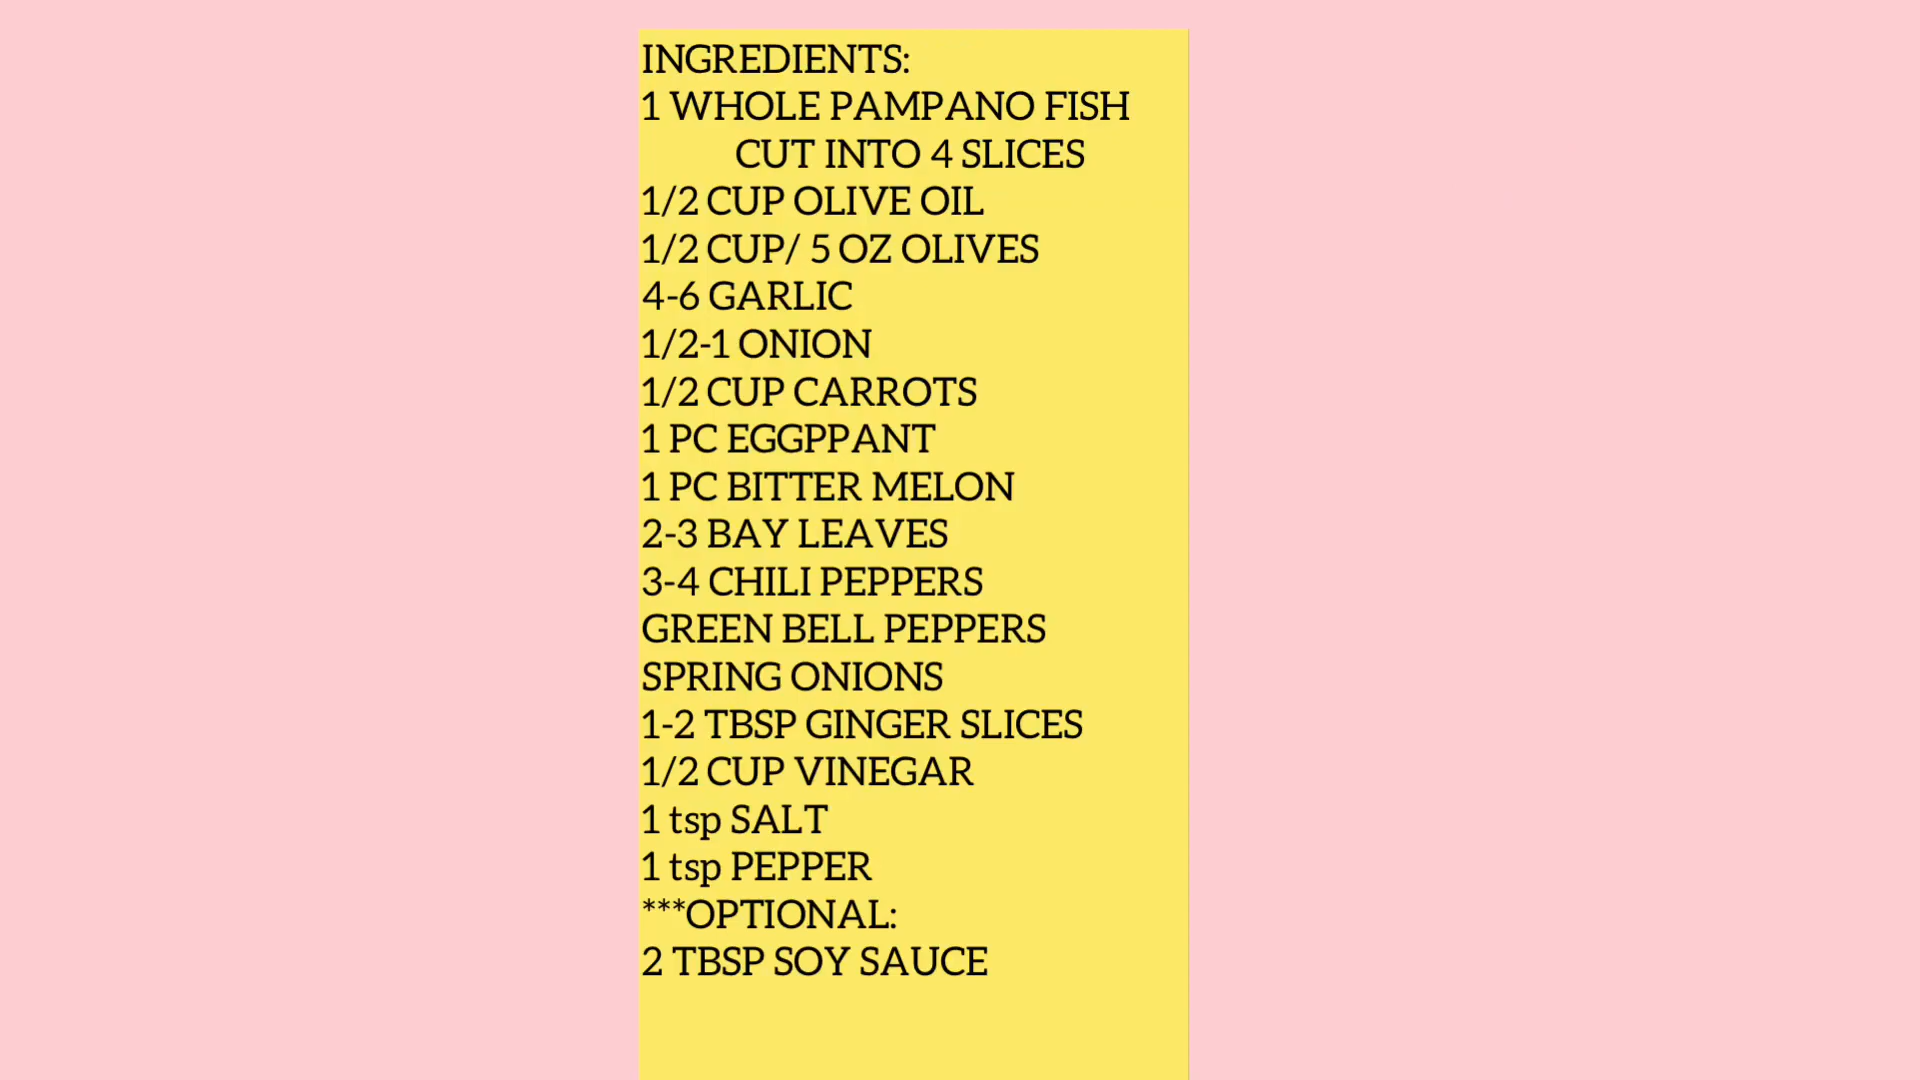 INGREDIENTS:
1 WHOLE PAMPANO FISH
CUT INTO 4 SLICES
1/2 CUP OLIVE OIL
1/2 CUP/ 5 OZ OLIVES
4-6 GARLIC
1/2-1 ONION
1/2 CUP CARROTS
1 PC EGGPPANT
1 PC BITTER MELON
2-3 BAY LEAVES
3-4 CHILI PEPPERS
GREEN BELL PEPPERS
SPRING ONIONS
1-2 TBSP GINGER SLICES
1/2 CUP VINEGAR
1 tsp SALT
1 tsp PEPPER
***OPTIONAL:
2 TBSP SOY SAUCE